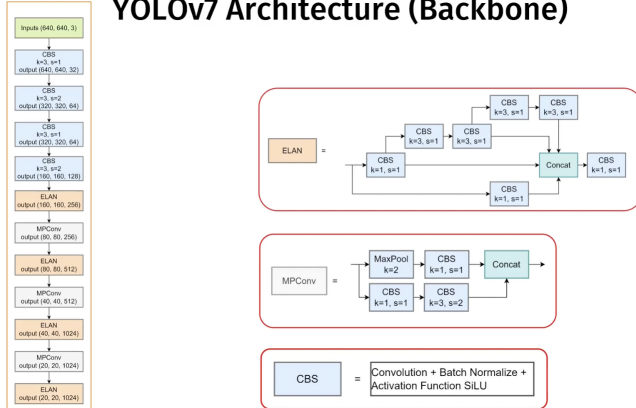 YOLOv7 Architecture (Backbone)
Inputs (640, 640, 3)
CBS
k=3, s=1
output (640, 640, 32)
CBS
k=3, s=2
output (320, 320, 64)
CBS
k=3, s=1
output (320, 320, 64)
CBS
k=3, s=2
output (160, 160, 128)
ELAN
output (160, 160, 256)
MPConv
output (80, 80, 256)
ELAN
output (80, 80, 512)
MPConv
output (40, 40, 512)
ELAN
output (40, 40, 1024)
MPConv
output (20, 20, 1024)
ELAN
output (20, 20, 1024)
ELAN
=
CBS
k=1, s=1
CBS
k=3, s=1
CBS
k=3, s=1
CBS
k=3, s=1
CBS
k=3, s=1
CBS
k=1, s=1
Concat
CBS
k=1, s=1
MPConv
=
MaxPool
k=2
CBS
k=1, s=1
Concat
CBS
k=1, s=1
CBS
k=3, s=2
CBS
=
Convolution + Batch Normalize +
Activation Function SiLU